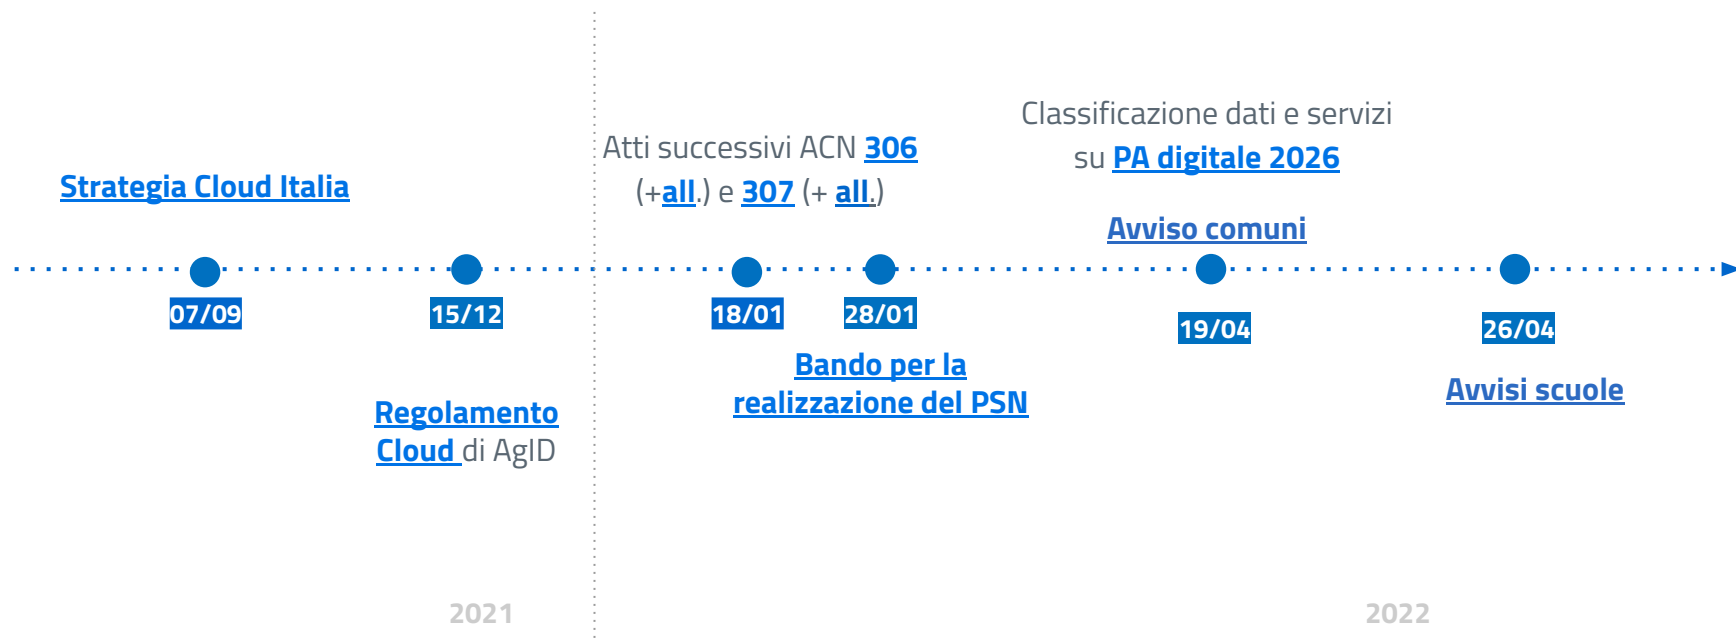 Classificazione dati e servizi
su PA digitale 2026
Atti successivi ACN 306
(+all.) e 307 (+ all.)
Strategia Cloud Italia
Avviso comuni
07/09
15/12
18/01
28/01
19/04
26/04
Bando per la
realizzazione del PSN
Avvisi scuole
Regolamento
Cloud di AgID
2021
2022